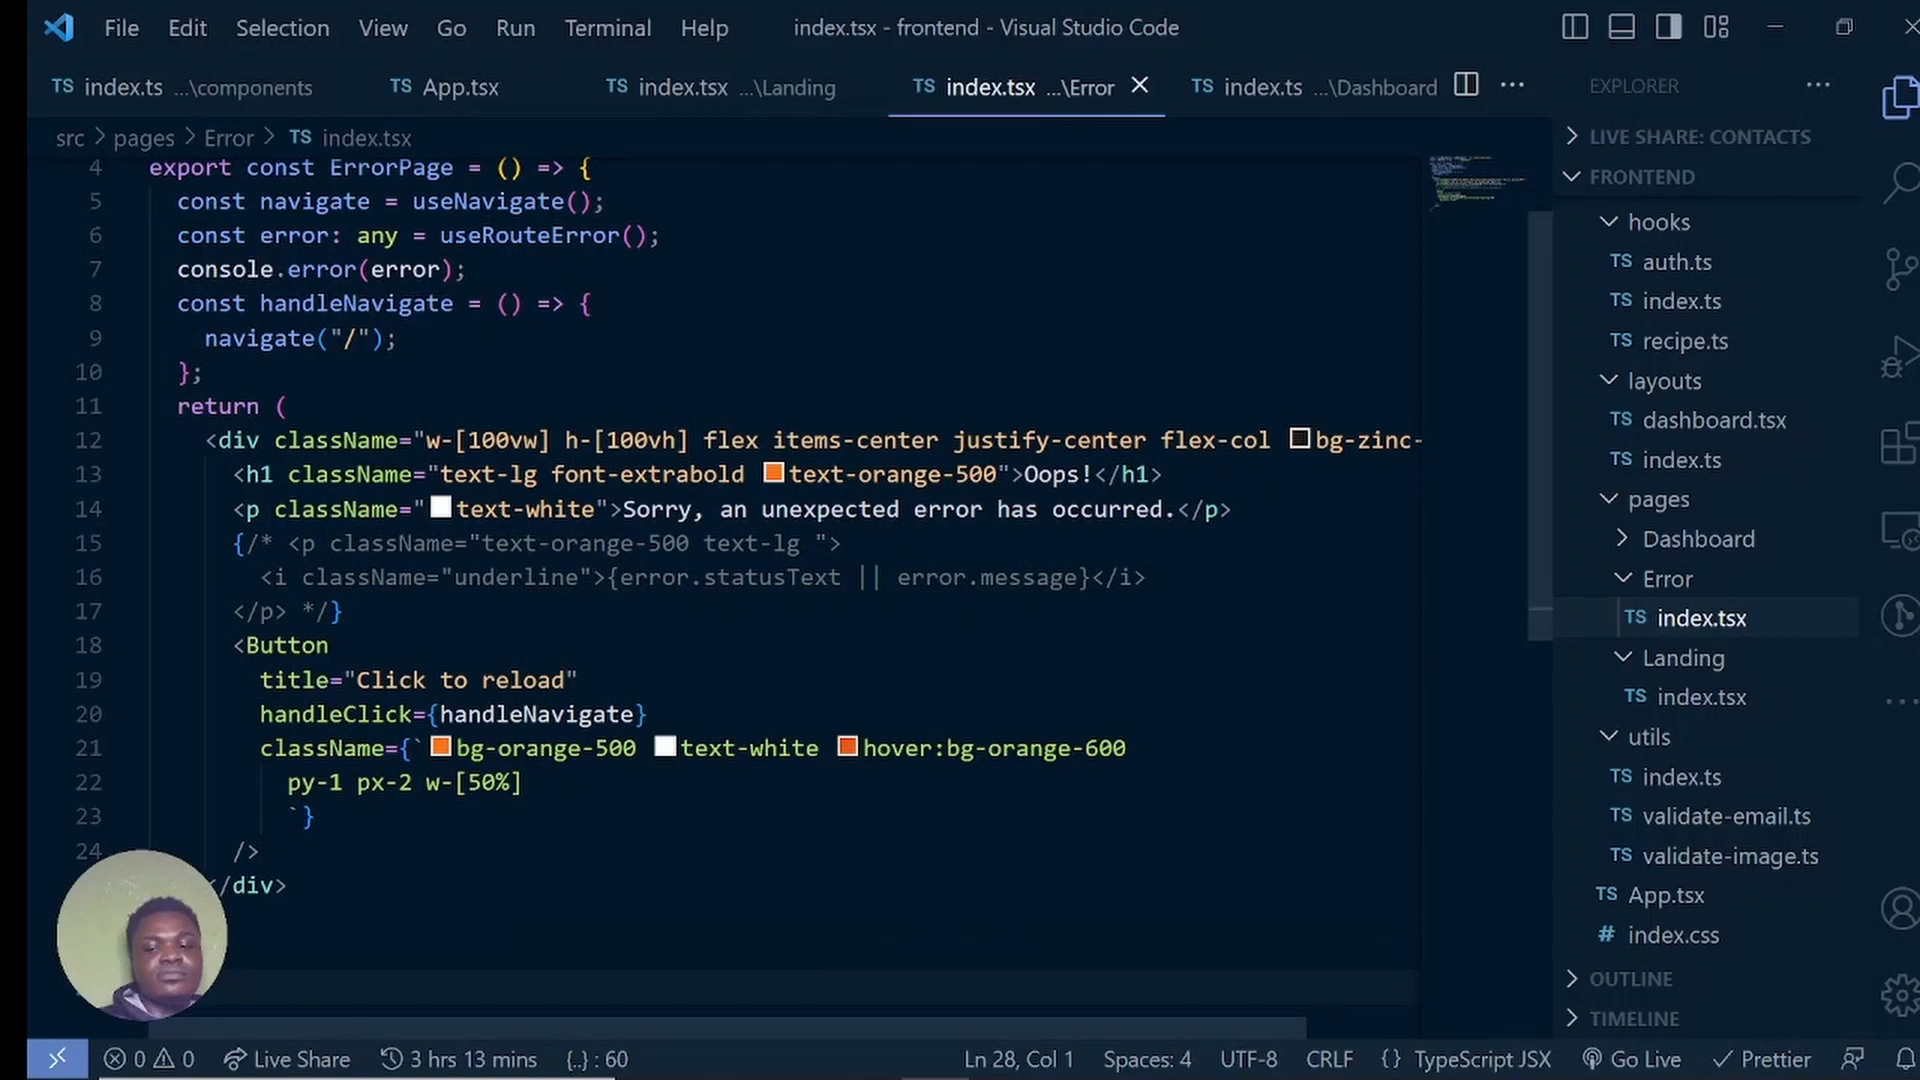 File Edit Selection View Go Run Terminal Help index.tsx - frontend - Visual Studio Code
TS index.ts ...\components TS App.tsx TS index.tsx ...\Landing TS index.tsx ...\Error TS index.ts ...\Dashboard ...
src > pages > Error > TS index.tsx
4 export const ErrorPage = () => {
5 const navigate = useNavigate();
6 const error: any = useRouteError();
7 console.error(error);
8 const handleNavigate = () => {
9 navigate("/");
10 };
11 return (
12 <div className="w-[100vw] h-[100vh] flex items-center justify-center flex-col bg-zinc-
13 <h1 className="text-lg font-extrabold text-orange-500">Oops!</h1>
14 <p className="text-white">Sorry, an unexpected error has occurred.</p>
15 {/* <p className="text-orange-500 text-lg ">
16 <i className="underline">{error.statusText || error.message}</i>
17 </p> */}
18 <Button
19 title="Click to reload"
20 handleClick={handleNavigate}
21 className={`bg-orange-500 text-white hover:bg-orange-600
22 py-1 px-2 w-[50%]
23 `}
24 />
/div>
EXPLORER ...
LIVE SHARE: CONTACTS
FRONTEND
hooks
TS auth.ts
TS index.ts
TS recipe.ts
layouts
TS dashboard.tsx
TS index.ts
pages
Dashboard
Error
TS index.tsx
Landing
TS index.tsx
utils
TS index.ts
TS validate-email.ts
TS validate-image.ts
TS App.tsx
# index.css
OUTLINE
TIMELINE
0 0 Live Share 3 hrs 13 mins {..} : 60 Ln 28, Col 1 Spaces: 4 UTF-8 CRLF {} TypeScript JSX Go Live Prettier